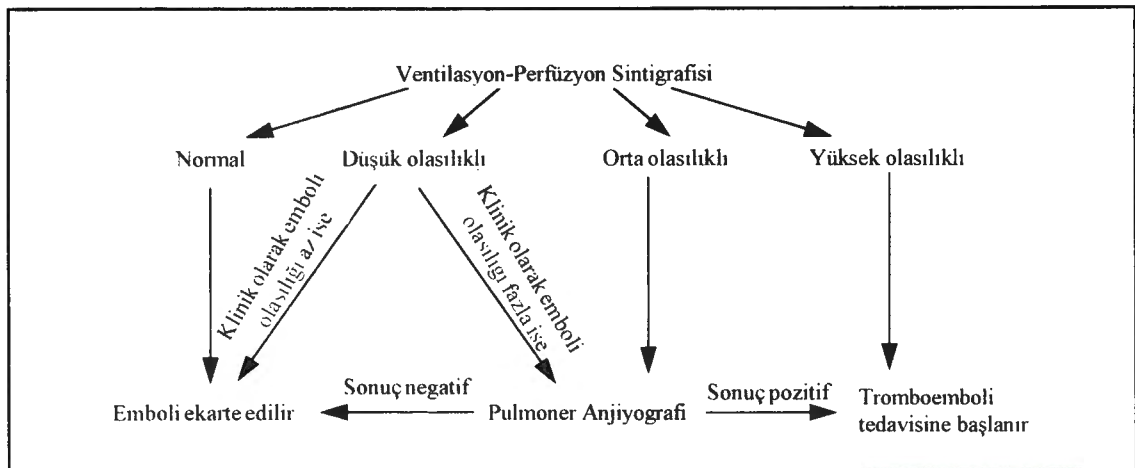 Ventilasyon-Perfüzyon Sintigrafisi
Normal
Düşük olasılıklı
Orta olasılıklı
Yüksek olasılıklı
Klinik olarak emboli
olasılığı az ise
Klinik olarak emboli
olasılıgı fazla ise
Emboli ekarte edilir
Sonuç negatif
Pulmoner Anjiyografi
Sonuç pozitif
Tromboemboli
tedavisine başlanır